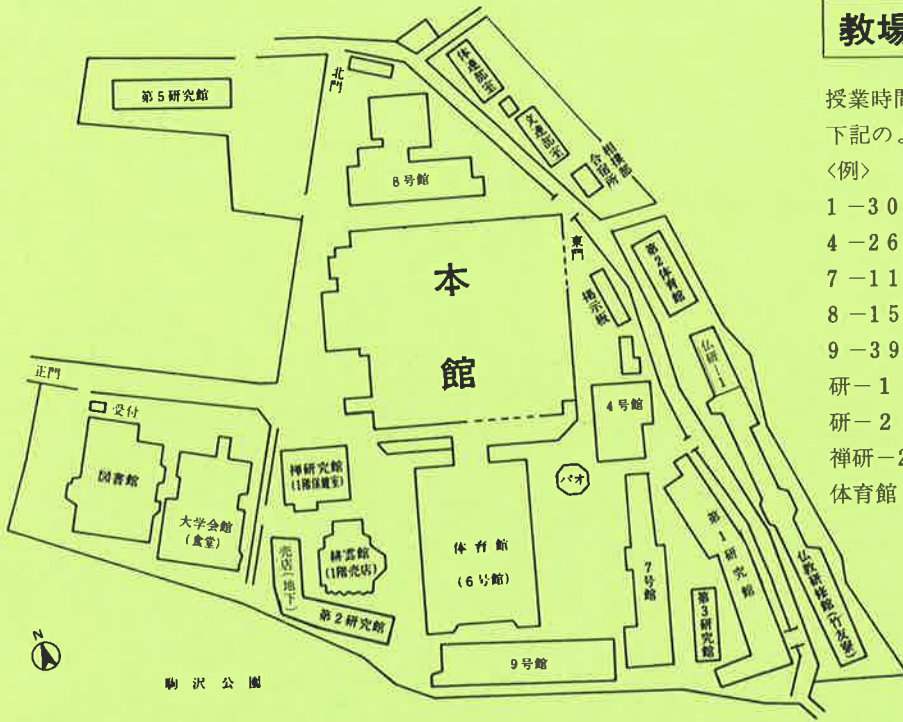 教場
授業時間
下記のよ
〈例〉
1－30
4－26
7－11
8－15
9－39
研－1
研－2
禅研－2
体育館
第5研究館
北門
体連部室
文連部室
相撲部
合宿所
8号館
東門
本館
掲示板
第2体育館
仏研－1
正門
受付
4号館
図書館
大学会館
(食堂)
禅研究館
(1階保健室)
耕雲館
(1階売店)
売店(地下)
第2研究館
体育館
(6号館)
パオ
7号館
第1研究館
第3研究館
仏教研修館(竹友寮)
9号館
N
駒沢公園